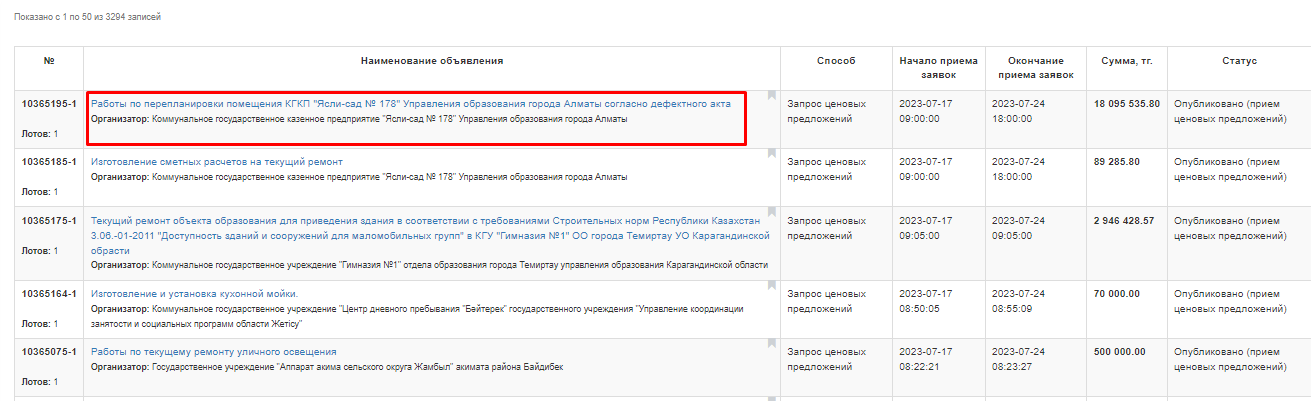 Показано с 1 по 50 из 3294 записей
№ Наименование объявления Способ Начало приема заявок Окончание приема заявок Сумма, тг. Статус
10365195-1 Работы по перепланировки помещения КГКП "Ясли-сад № 178" Управления образования города Алматы согласно дефектного акта Запрос ценовых 2023-07-17 2023-07-24 18 095 535.80 Опубликовано (прием
Организатор: Коммунальное государственное казенное предприятие "Ясли-сад № 178" Управления образования города Алматы предложений 09:00:00 18:00:00 ценовых предложений)
Лотов: 1
10365185-1 Изготовление сметных расчетов на текущий ремонт Запрос ценовых 2023-07-17 2023-07-24 89 285.80 Опубликовано (прием
Организатор: Коммунальное государственное казенное предприятие "Ясли-сад № 178" Управления образования города Алматы предложений 09:00:00 18:00:00 ценовых предложений)
Лотов: 1
10365175-1 Текущий ремонт объекта образования для приведения здания в соответствии с требованиями Строительных норм Республики Казахстан Запрос ценовых 2023-07-17 2023-07-24 2 946 428.57 Опубликовано (прием
3.06.-01-2011 "Доступность зданий и сооружений для маломобильных групп" в КГУ "Гимназия №1" ОО города Темиртау УО Карагандинской предложений 09:05:00 09:05:00 ценовых предложений)
Лотов: 1 области
Организатор: Коммунальное государственное учреждение "Гимназия №1" отдела образования города Темиртау управления образования Карагандинской области
10365164-1 Изготовление и установка кухонной мойки. Запрос ценовых 2023-07-17 2023-07-24 70 000.00 Опубликовано (прием
Организатор: Коммунальное государственное учреждение "Центр дневного пребывания "Бәйтерек" государственного учреждения "Управление координации предложений 08:50:05 08:55:09 ценовых предложений)
Лотов: 1 занятости и социальных программ области Жетісу"
10365075-1 Работы по текущему ремонту уличного освещения Запрос ценовых 2023-07-17 2023-07-24 500 000.00 Опубликовано (прием
Организатор: Государственное учреждение "Аппарат акима сельского округа Жамбыл" акимата района Байдибек предложений 08:22:21 08:23:27 ценовых предложений)
Лотов: 1